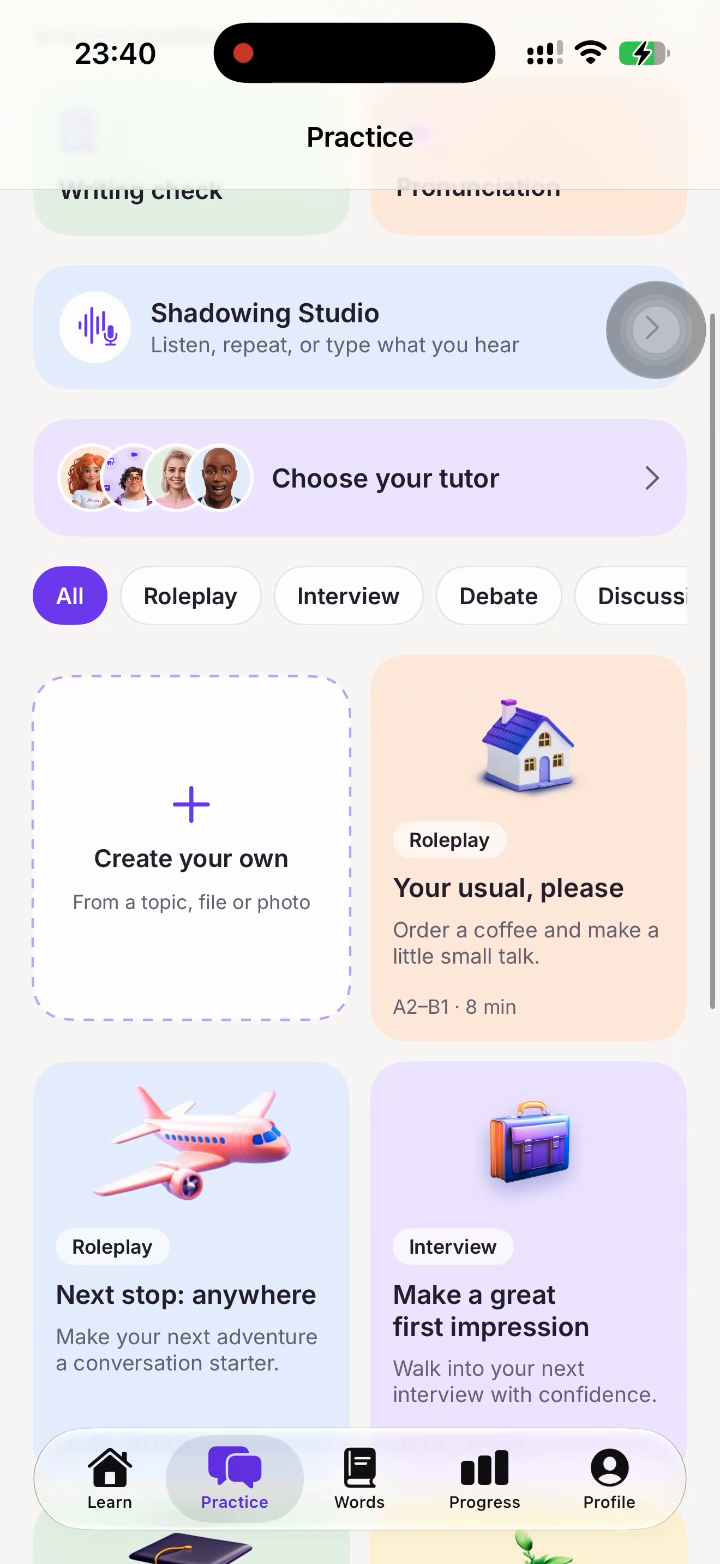 23:40
Practice
Writing check
Pronunciation
Shadowing Studio
Listen, repeat, or type what you hear
Choose your tutor
All
Roleplay
Interview
Debate
Discussi
Create your own
From a topic, file or photo
Roleplay
Your usual, please
Order a coffee and make a
little small talk.
A2–B1 · 8 min
Roleplay
Next stop: anywhere
Make your next adventure
a conversation starter.
Interview
Make a great
first impression
Walk into your next
interview with confidence.
Learn
Practice
Words
Progress
Profile